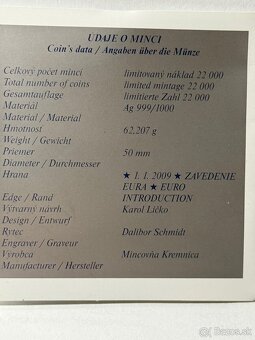 UDAJE O MINCI
Coin's data / Angaben über die Münze
Celkový počet mincí limitovaný náklad 22 000
Total number of coins limited mintage 22 000
Gesamtauflage limitierte Zahl 22 000
Materiál Ag 999/1000
Material / Material
Hmotnosť 62,207 g
Weight / Gewicht
Priemer 50 mm
Diameter / Durchmesser
Hrana ★ 1. 1. 2009 ★ ZAVEDENIE
EURA ★ EURO
Edge / Rand INTRODUCTION
Výtvarný návrh Karol Ličko
Design / Entwurf
Rytec Dalibor Schmidt
Engraver / Graveur
Výrobca Mincovňa Kremnica
Manufacturer / Hersteller
bazos.sk